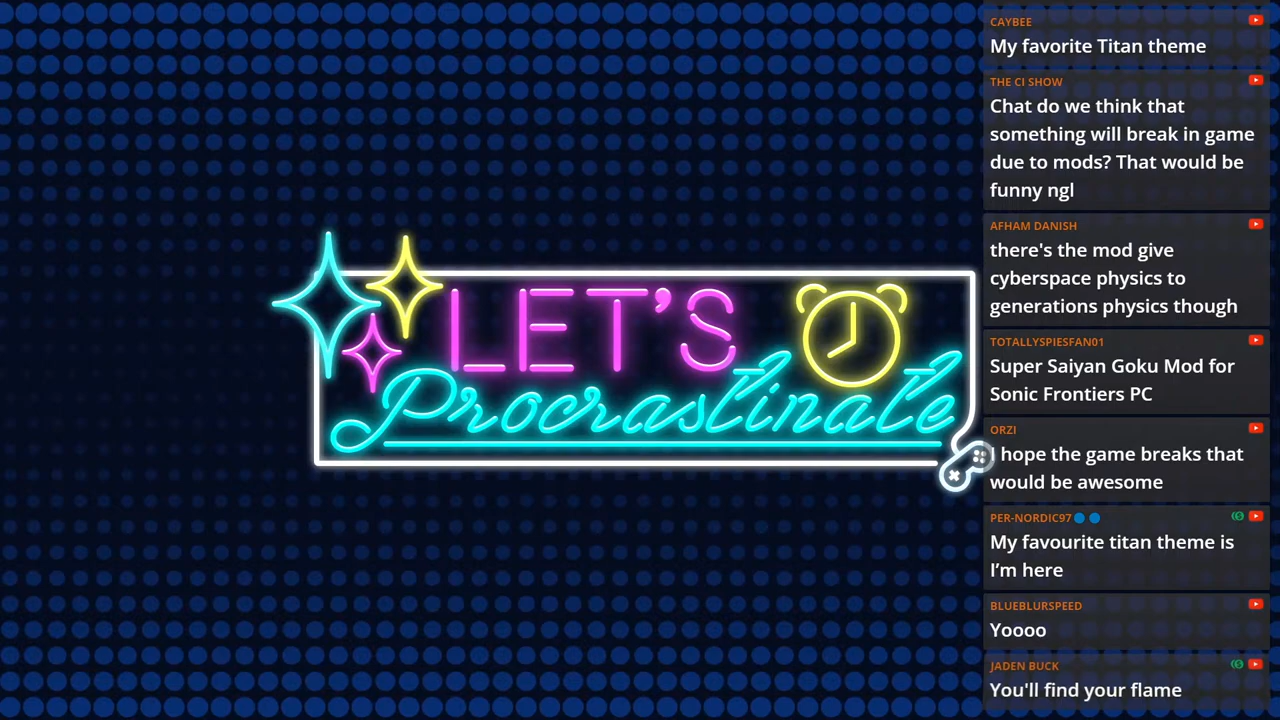 LET'S
Procrastinate
CAYBEE
My favorite Titan theme
THE CI SHOW
Chat do we think that
something will break in game
due to mods? That would be
funny ngl
AFHAM DANISH
there's the mod give
cyberspace physics to
generations physics though
TOTALLYSPIESFAN01
Super Saiyan Goku Mod for
Sonic Frontiers PC
ORZI
I hope the game breaks that
would be awesome
PER-NORDIC97
My favourite titan theme is
I’m here
BLUEBLURSPEED
Yoooo
JADEN BUCK
You'll find your flame